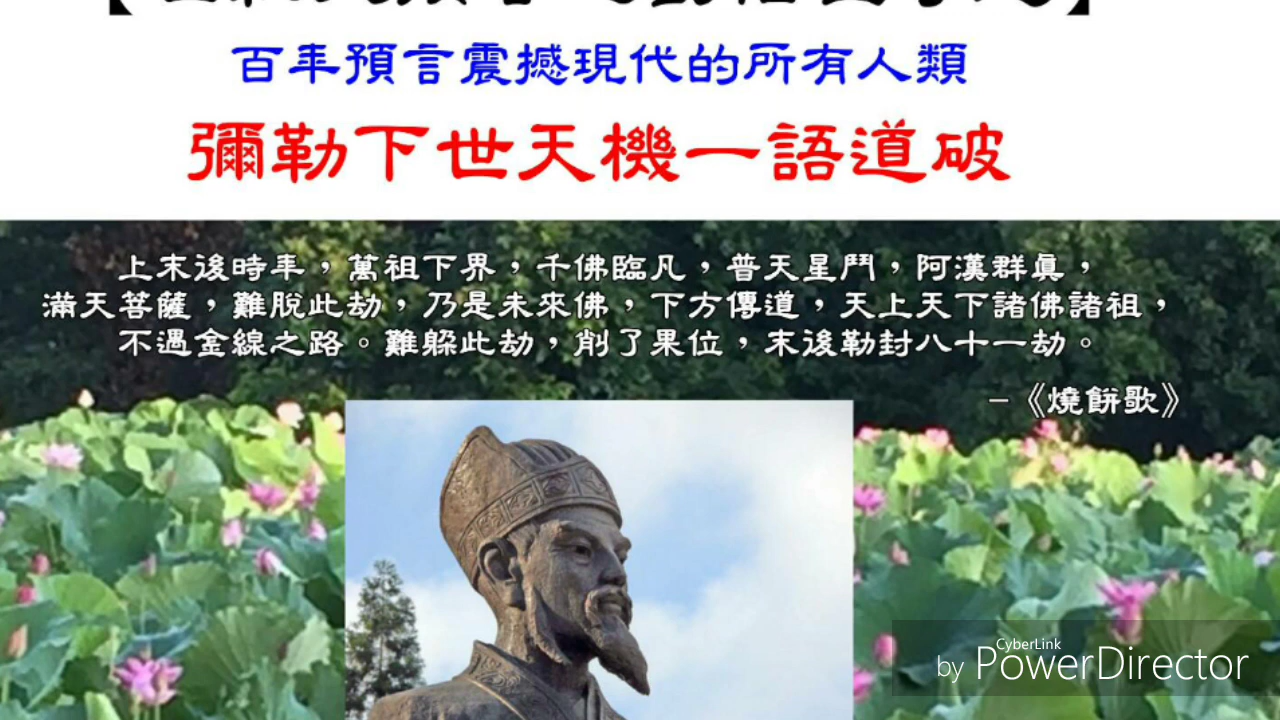 百年預言震撼現代的所有人類
彌勒下世天機一語道破
上末後時年，萬祖下界，千佛臨凡，普天星鬥，阿漢群真，
滿天菩薩，難脫此劫，乃是未來佛，下方傳道，天上天下諸佛諸祖，
不遇金線之路。難躲此劫，削了果位，末後勒封八十一劫。
–《燒餅歌》
CyberLink
by PowerDirector